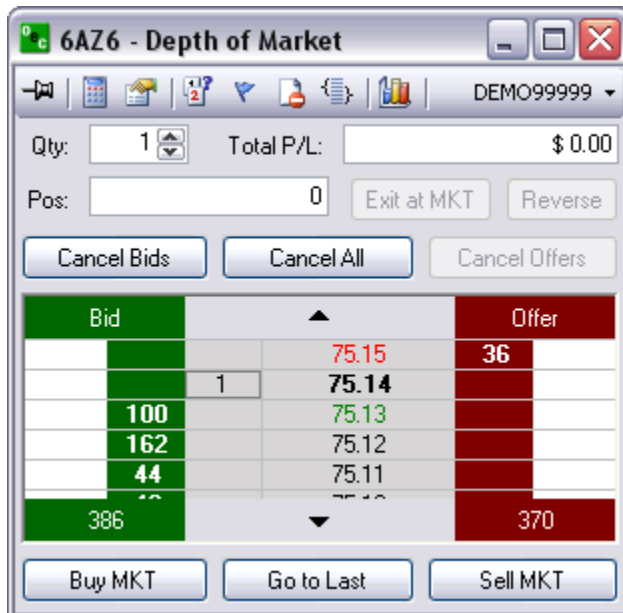 6AZ6 - Depth of Market
DEMO99999
Qty: 1 Total P/L: $ 0.00
Pos: 0 Exit at MKT Reverse
Cancel Bids Cancel All Cancel Offers
Bid Offer
75.15 36
1 75.14
100 75.13
162 75.12
44 75.11
386 370
Buy MKT Go to Last Sell MKT